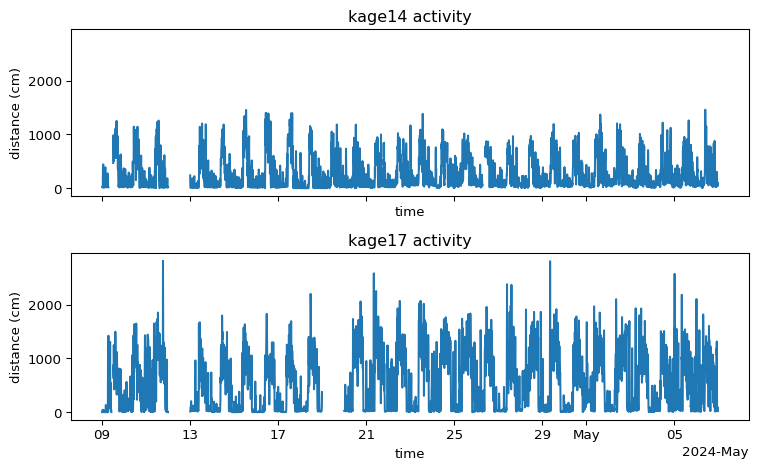 kage14 activity
2000
1000
0
distance (cm)
time
kage17 activity
2000
1000
0
distance (cm)
09 13 17 21 25 29 May 05
time
2024-May